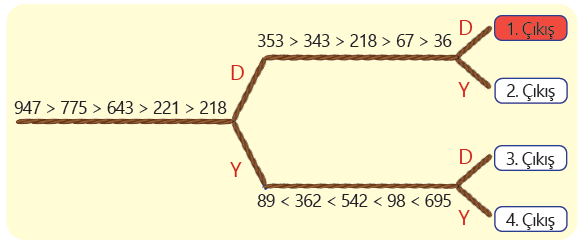 947 > 775 > 643 > 221 > 218
D
Y
353 > 343 > 218 > 67 > 36
D
Y
1. Çıkış
2. Çıkış
89 < 362 < 542 < 98 < 695
D
Y
3. Çıkış
4. Çıkış